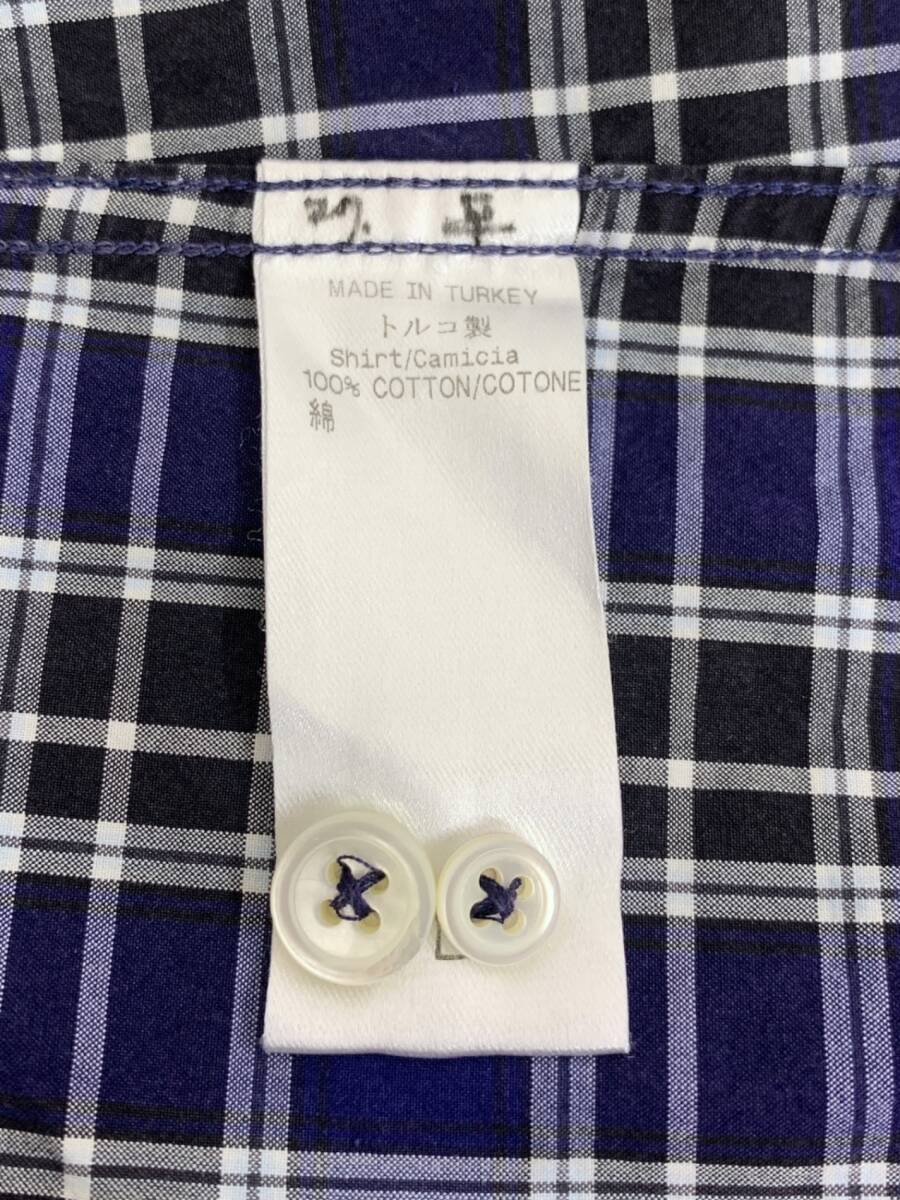 MADE IN TURKEY
トルコ製
Shirt/Camicia
100% COTTON/COTONE
綿